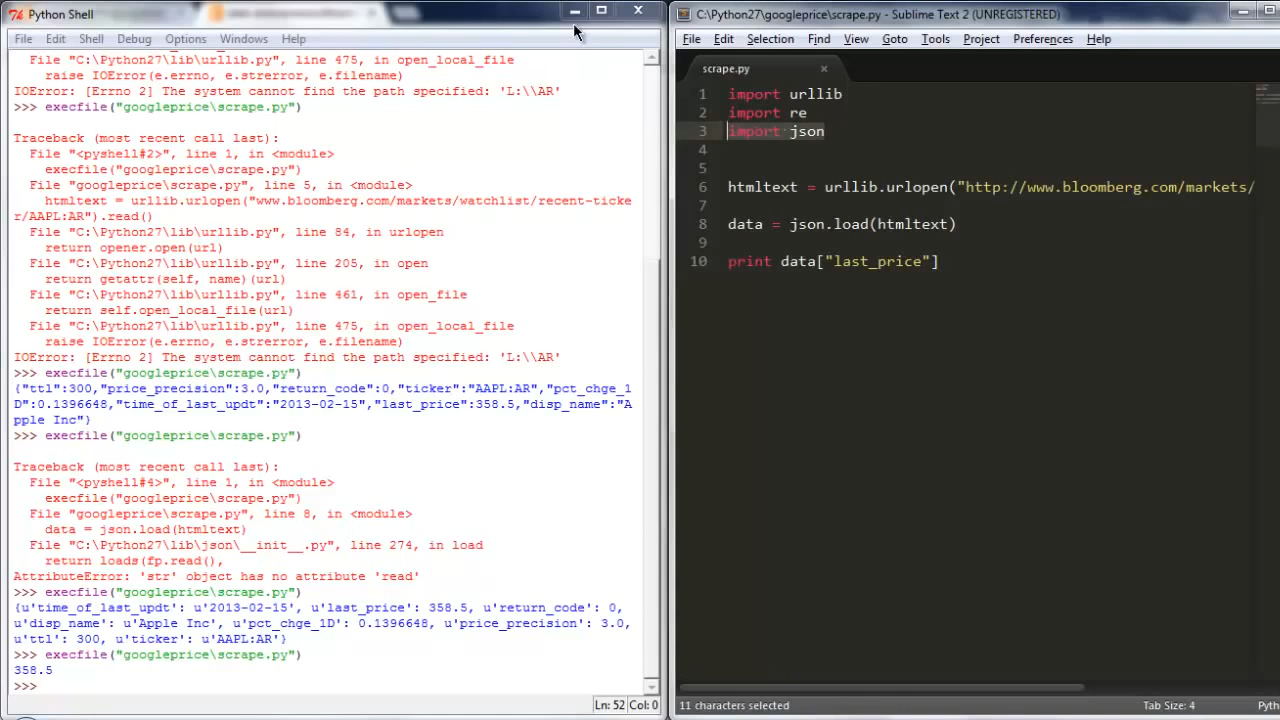 Python Shell
File Edit Shell Debug Options Windows Help
File "C:\Python27\lib\urllib.py", line 475, in open_local_file
raise IOError(e.errno, e.strerror, e.filename)
IOError: [Errno 2] The system cannot find the path specified: 'L:\\AR'
>>> execfile("googleprice\scrape.py")
Traceback (most recent call last):
File "<pyshell#2>", line 1, in <module>
execfile("googleprice\scrape.py")
File "googleprice\scrape.py", line 5, in <module>
htmltext = urllib.urlopen("www.bloomberg.com/markets/watchlist/recent-ticke
r/AAPL:AR").read()
File "C:\Python27\lib\urllib.py", line 84, in urlopen
return opener.open(url)
File "C:\Python27\lib\urllib.py", line 205, in open
return getattr(self, name)(url)
File "C:\Python27\lib\urllib.py", line 461, in open_file
return self.open_local_file(url)
File "C:\Python27\lib\urllib.py", line 475, in open_local_file
raise IOError(e.errno, e.strerror, e.filename)
IOError: [Errno 2] The system cannot find the path specified: 'L:\\AR'
>>> execfile("googleprice\scrape.py")
{"ttl":300,"price_precision":3.0,"return_code":0,"ticker":"AAPL:AR","pct_chge_1
D":0.1396648,"time_of_last_updt":"2013-02-15","last_price":358.5,"disp_name":"A
pple Inc"}
>>> execfile("googleprice\scrape.py")
Traceback (most recent call last):
File "<pyshell#4>", line 1, in <module>
execfile("googleprice\scrape.py")
File "googleprice\scrape.py", line 8, in <module>
data = json.load(htmltext)
File "C:\Python27\lib\json\__init__.py", line 274, in load
return loads(fp.read(),
AttributeError: 'str' object has no attribute 'read'
>>> execfile("googleprice\scrape.py")
{u'time_of_last_updt': u'2013-02-15', u'last_price': 358.5, u'return_code': 0,
u'disp_name': u'Apple Inc', u'pct_chge_1D': 0.1396648, u'price_precision': 3.0,
u'ttl': 300, u'ticker': u'AAPL:AR'}
>>> execfile("googleprice\scrape.py")
358.5
>>>
Ln: 52 Col: 0
C:\Python27\googleprice\scrape.py - Sublime Text 2 (UNREGISTERED)
File Edit Selection Find View Goto Tools Project Preferences Help
scrape.py
1 import urllib
2 import re
3 import json
4
5
6 htmltext = urllib.urlopen("http://www.bloomberg.com/markets/
7
8 data = json.load(htmltext)
9
10 print data["last_price"]
11 characters selected
Tab Size: 4
Pyth